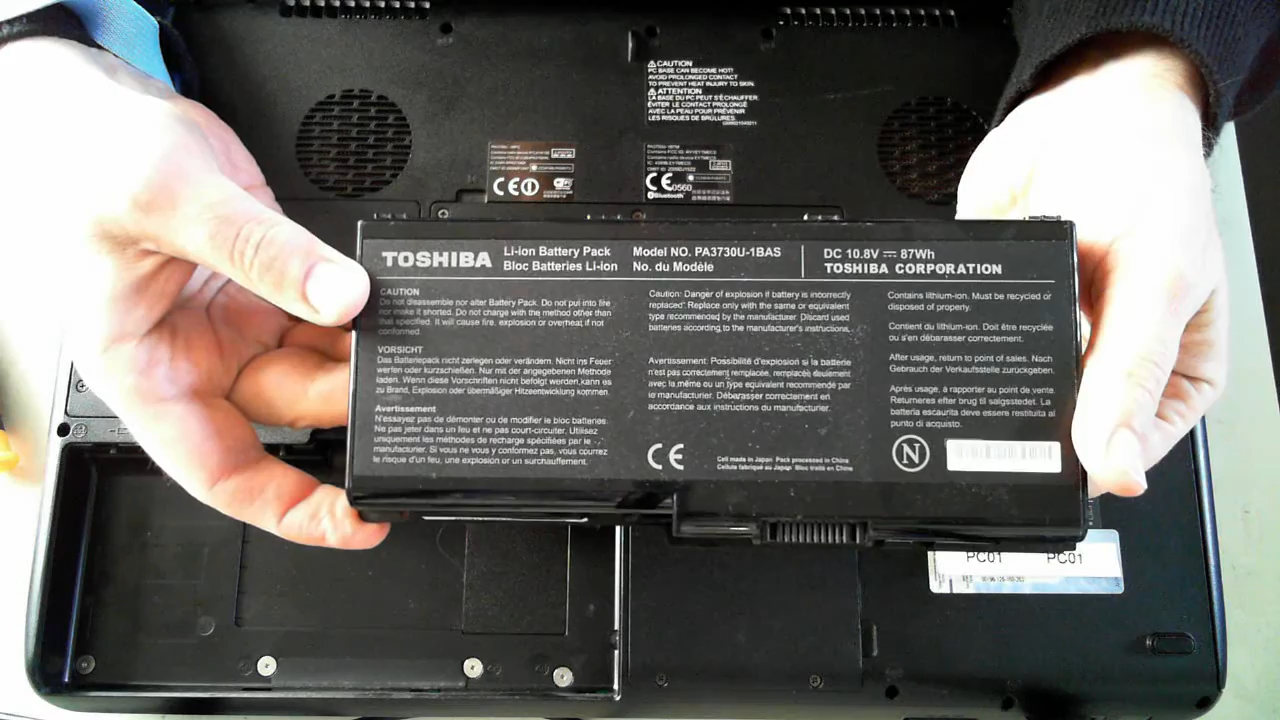 CAUTION
PC BASE CAN BECOME HOT!
AVOID PROLONGED CONTACT
TO PREVENT HEAT INJURY TO SKIN.
ATTENTION
LA BASE DU PC PEUT S'ÉCHAUFFER.
ÉVITER LE CONTACT PROLONGÉ
AVEC LA PEAU POUR PRÉVENIR
LES RISQUES DE BRÛLURES.
CE
CE0560
Bluetooth
TOSHIBA
Li-ion Battery Pack
Bloc Batteries Li-ion
Model NO. PA3730U-1BAS
No. du Modèle
DC 10.8V 87Wh
TOSHIBA CORPORATION
CAUTION
Do not disassemble nor alter Battery Pack. Do not put into fire
nor make it shorted. Do not charge with the method other than
that specified. It will cause fire, explosion or overheat if not
conformed.
VORSICHT
Das Batteriepack nicht zerlegen oder verändern. Nicht ins Feuer
werfen oder kurzschließen. Nur mit der angegebenen Methode
laden. Wenn diese Vorschriften nicht befolgt werden,kann es
zu Brand, Explosion oder übermäßiger Hitzeentwicklung kommen.
Avertissement
N'essayez pas de démonter ou de modifier le bloc batteries.
Ne pas jeter dans un feu et ne pas court-circuiter. Utilisez
uniquement les méthodes de recharge spécifiées par le
manufacturier. Si vous ne vous y conformez pas, vous courrez
le risque d'un feu, une explosion or un surchauffement.
Caution: Danger of explosion if battery is incorrectly
replaced. Replace only with the same or equivalent
type recommended by the manufacturer. Discard used
batteries according to the manufacturer's instructions.
Avertissement: Possibilité d'explosion si la batterie
n'est pas correctement remplacée, remplacée seulement
avec la même ou un type equivalent recommendé par
le manufacturier. Débarasser correctement en
accordance aux instructions du manufacturier.
CE
Cell made in Japan Pack processed in China
Cellule fabriqué au Japon Bloc traité en China
Contains lithium-ion. Must be recycled or
disposed of properly.
Contient du lithium-ion. Doit être recyclée
ou s'en débarasser correctement.
After usage, return to point of sales. Nach
Gebrauch der Verkaufsstelle zurückgeben.
Après usage, à rapporter au point de vente
Returneres efter brug til salgsstedet. La
batteria escaurita deve essere restituita al
punto di acquisto.
N
PC01 PC01